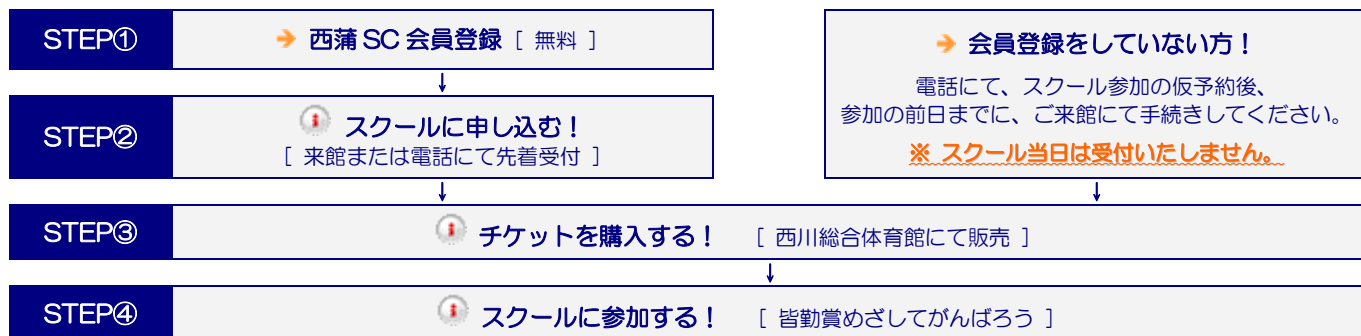 STEP①
西蒲 SC 会員登録 [ 無料 ]
↓
STEP②
スクールに申し込む！
[ 来館または電話にて先着受付 ]
↓
会員登録をしていない方！
電話にて、スクール参加の仮予約後、
参加の前日までに、ご来館にて手続きしてください。
※ スクール当日は受付いたしません。
↓
STEP③
チケットを購入する！ [ 西川総合体育館にて販売 ]
↓
STEP④
スクールに参加する！ [ 皆勤賞めざしてがんばろう ]